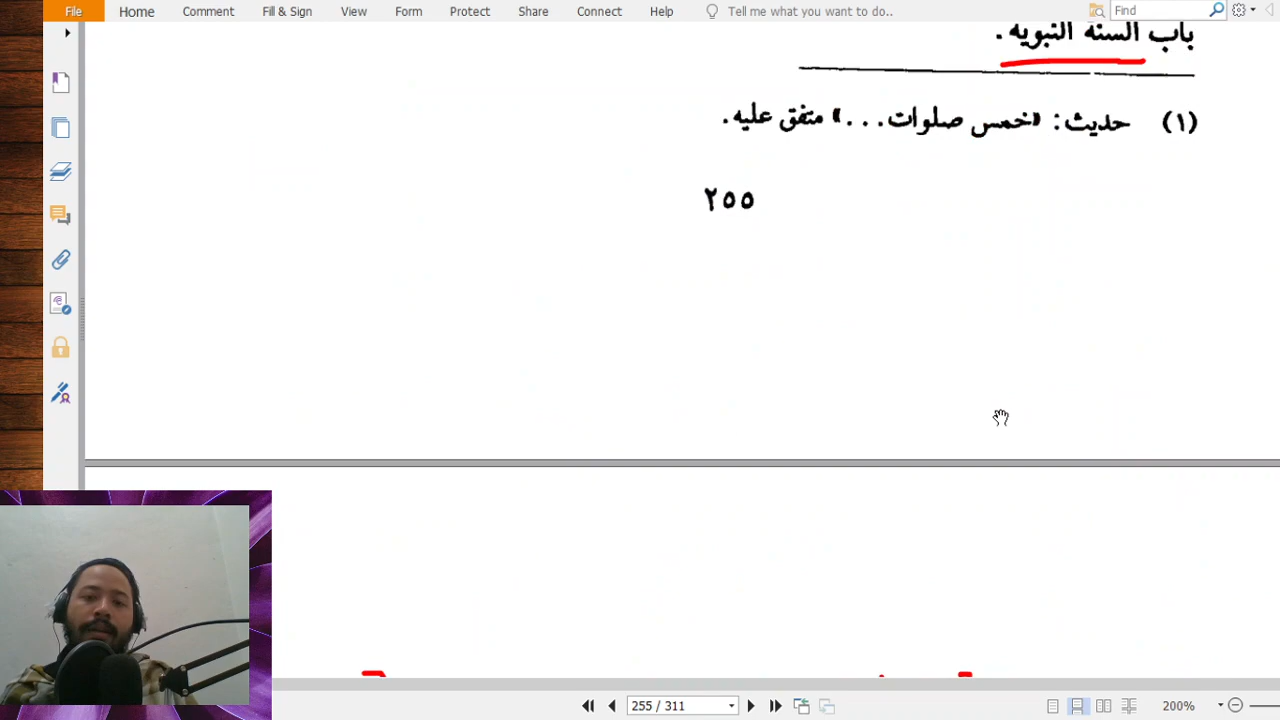 File Home Comment Fill & Sign View Form Protect Share Connect Help Tell me what you want to do.. Find
باب السنة النبويه .
(١) حديث: «خمس صلوات...» متفق عليه.
٢٥٥
255 / 311 200%